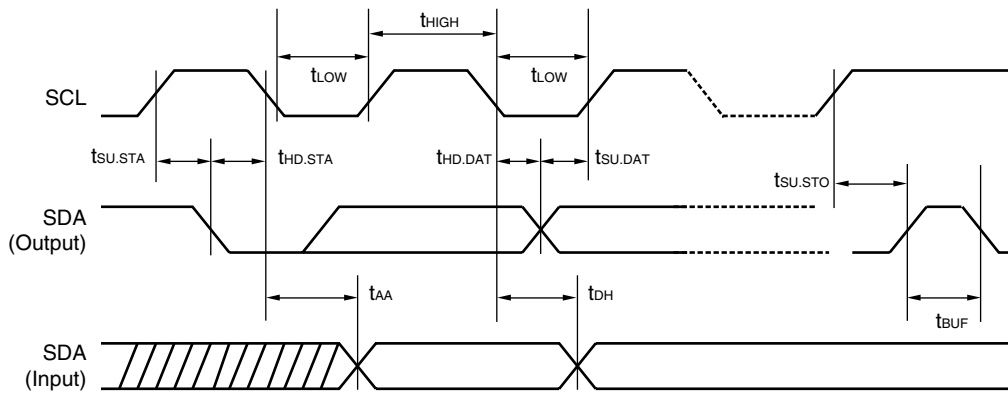 tHIGH
tLOW
tLOW
SCL
tSU.STA
tHD.STA
tHD.DAT
tSU.DAT
tSU.STO
SDA
(Output)
tAA
tDH
tBUF
SDA
(Input)